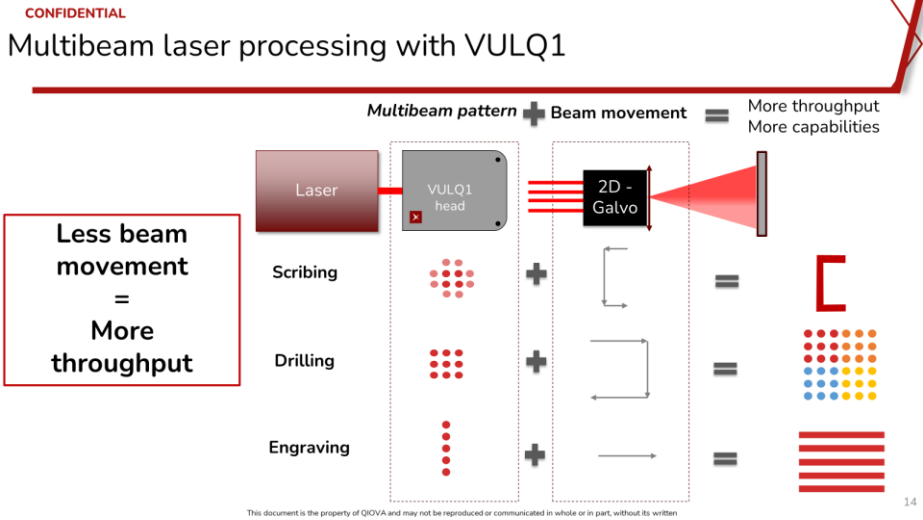 CONFIDENTIAL
Multibeam laser processing with VULQ1
Multibeam pattern + Beam movement = More throughput
More capabilities
Laser
VULQ1
head
2D -
Galvo
Less beam
movement
=
More
throughput
Scribing + =
Drilling + =
Engraving + =
14
This document is the property of QIOVA and may not be reproduced or communicated in whole or in part, without its written